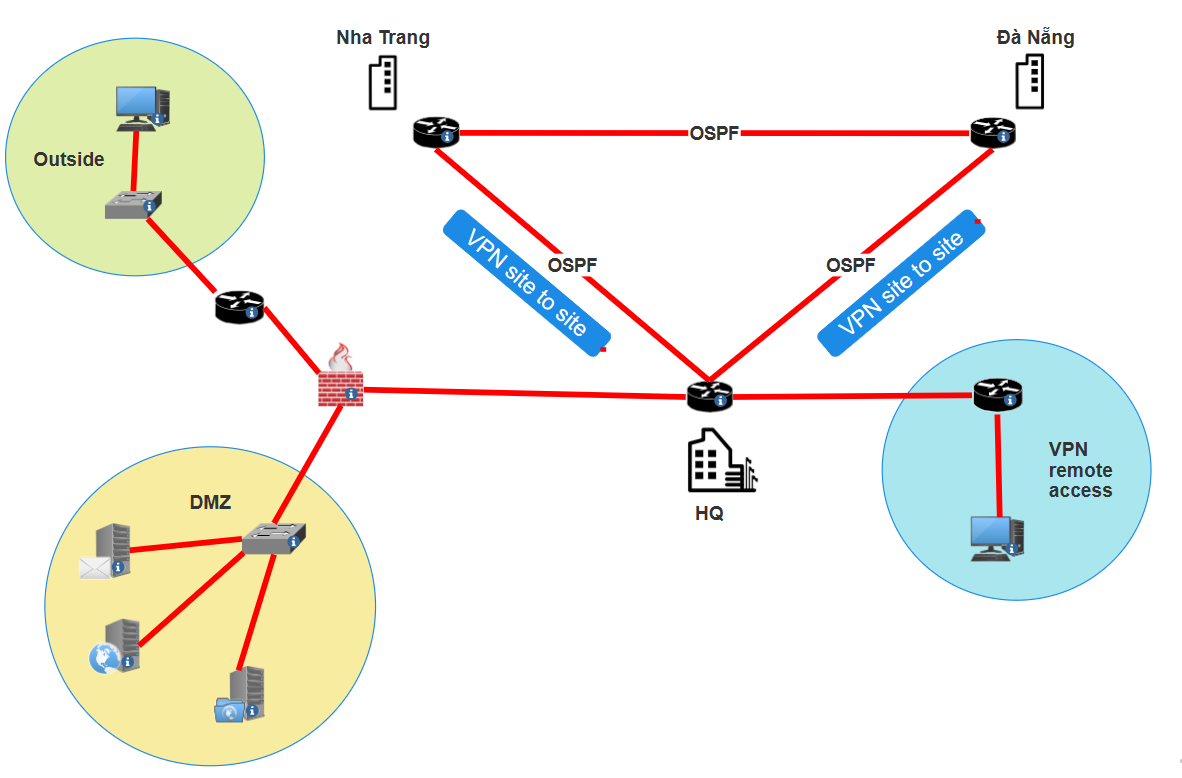 Nha Trang
Đà Nẵng
OSPF
Outside
VPN site to site
OSPF
OSPF
VPN site to site
VPN
remote
access
DMZ
HQ